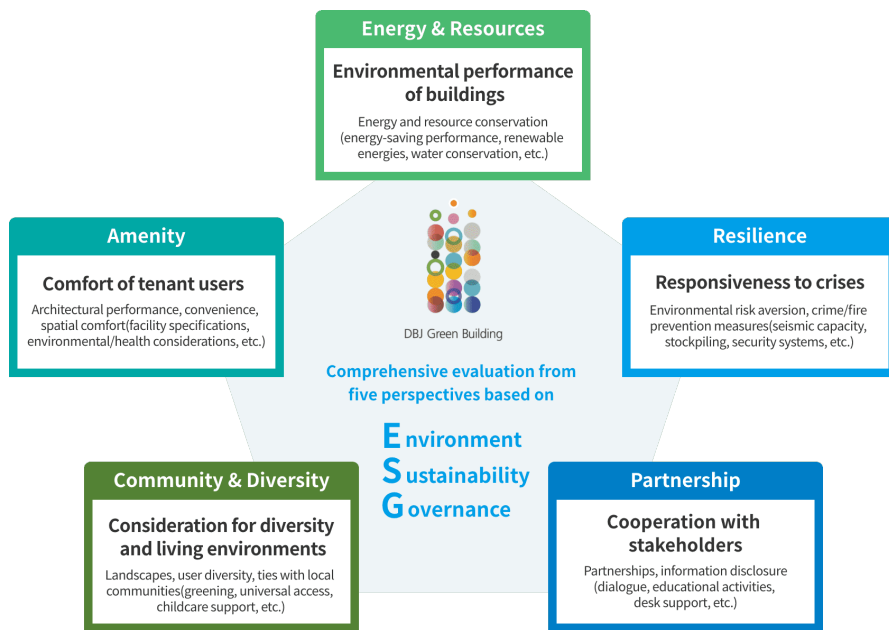 Energy & Resources
Environmental performance
of buildings
Energy and resource conservation
(energy-saving performance, renewable
energies, water conservation, etc.)
Amenity
Comfort of tenant users
Architectural performance, convenience,
spatial comfort(facility specifications,
environmental/health considerations, etc.)
Resilience
Responsiveness to crises
Environmental risk aversion, crime/fire
prevention measures(seismic capacity,
stockpiling, security systems, etc.)
DBJ Green Building
Comprehensive evaluation from
five perspectives based on
Environment
Sustainability
Governance
Community & Diversity
Consideration for diversity
and living environments
Landscapes, user diversity, ties with local
communities(greening, universal access,
childcare support, etc.)
Partnership
Cooperation with
stakeholders
Partnerships, information disclosure
(dialogue, educational activities,
desk support, etc.)